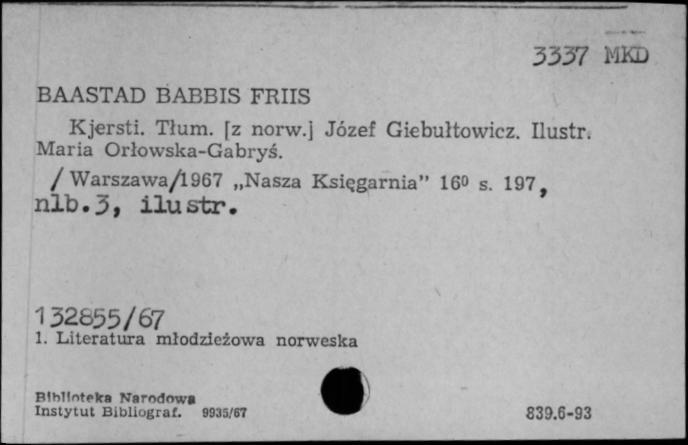 3337 MKD
BAASTAD BABBIS FRIIS
Kjersti. Tłum. [z norw.] Józef Giebułtowicz. Ilustr.
Maria Orłowska-Gabryś.
/ Warszawa/1967 „Nasza Księgarnia” 16⁰ s. 197,
nlb.3, ilustr.
132855/67
1. Literatura młodzieżowa norweska
Biblioteka Narodowa
Instytut Bibliograf. 9935/67
839.6-93